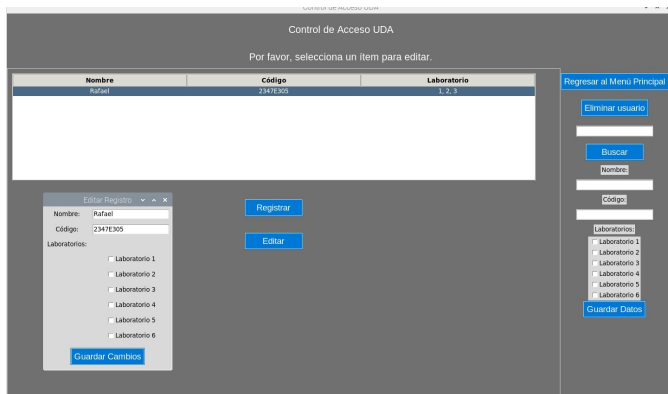 Control de Acceso UDA
Control de Acceso UDA
Por favor, selecciona un ítem para editar.
Nombre Código Laboratorio
Rafael 2347E305 1, 2, 3
Regresar al Menú Principal
Eliminar usuario
Buscar
Nombre:
Código:
Laboratorios:
Laboratorio 1
Laboratorio 2
Laboratorio 3
Laboratorio 4
Laboratorio 5
Laboratorio 6
Guardar Datos
Registrar
Editar
Editar Registro
Nombre: Rafael
Código: 2347E305
Laboratorios:
Laboratorio 1
Laboratorio 2
Laboratorio 3
Laboratorio 4
Laboratorio 5
Laboratorio 6
Guardar Cambios